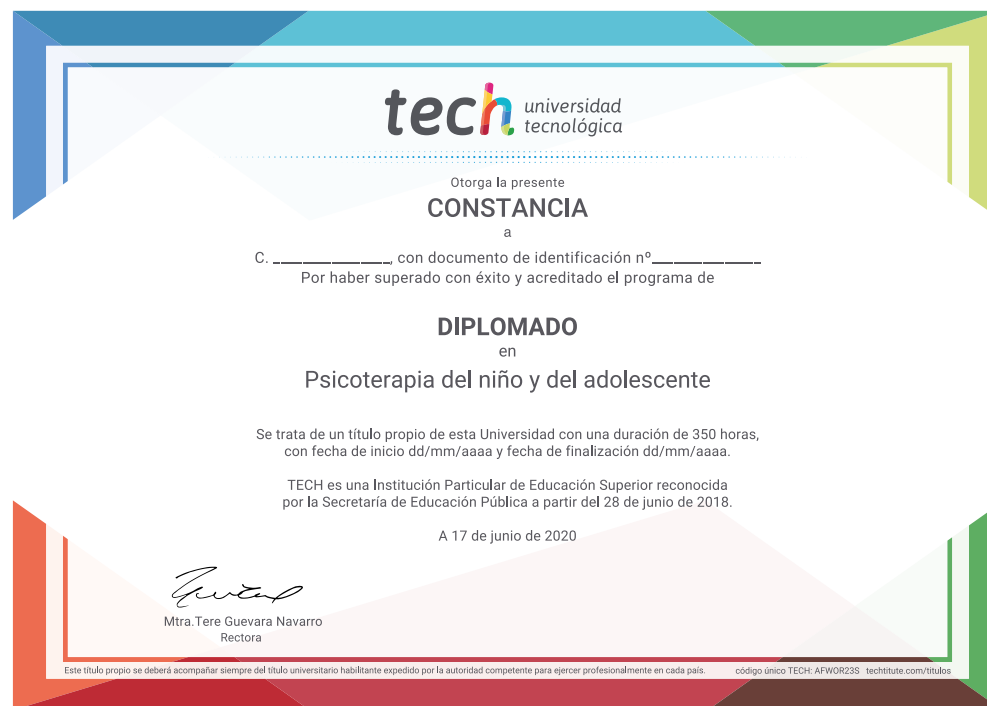 tech universidad
tecnológica
Otorga la presente
CONSTANCIA
a
C. ______________, con documento de identificación nº_____________
Por haber superado con éxito y acreditado el programa de
DIPLOMADO
en
Psicoterapia del niño y del adolescente
Se trata de un título propio de esta Universidad con una duración de 350 horas,
con fecha de inicio dd/mm/aaaa y fecha de finalización dd/mm/aaaa.
TECH es una Institución Particular de Educación Superior reconocida
por la Secretaría de Educación Pública a partir del 28 de junio de 2018.
A 17 de junio de 2020
Mtra.Tere Guevara Navarro
Rectora
Este título propio se deberá acompañar siempre del título universitario habilitante expedido por la autoridad competente para ejercer profesionalmente en cada país. código único TECH: AFWOR23S techtitute.com/titulos